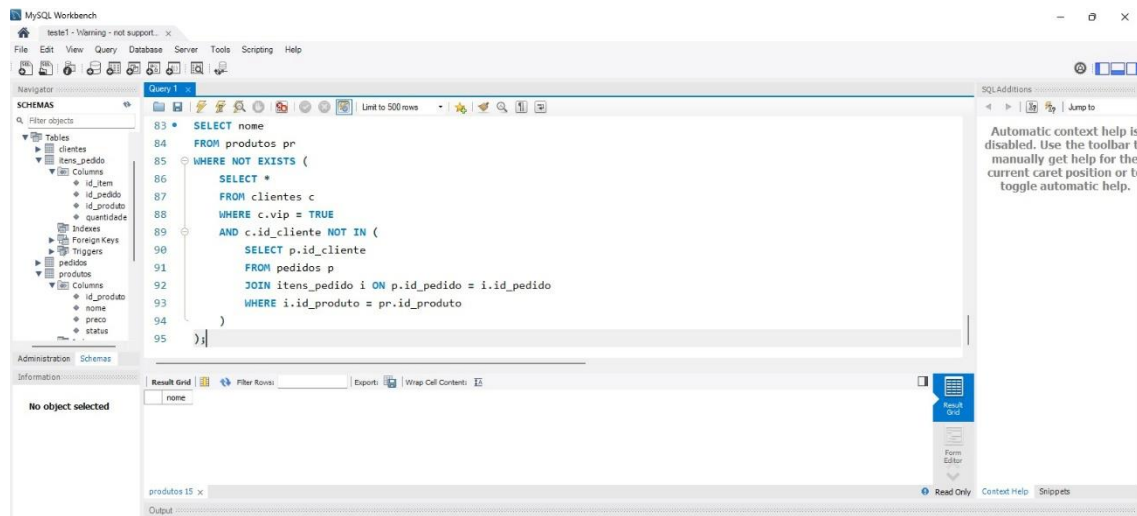 MySQL Workbench
teste1 - Warning - not support..
File Edit View Query Database Server Tools Scripting Help
Navigator
SCHEMAS
Filter objects
Tables
clientes
itens_pedido
Columns
id_item
id_pedido
id_produto
quantidade
Indexes
Foreign Keys
Triggers
pedidos
produtos
Columns
id_produto
nome
preco
status
Administration Schemas
Information
No object selected
Query 1
Limit to 500 rows
83 SELECT nome
84 FROM produtos pr
85 WHERE NOT EXISTS (
86 SELECT *
87 FROM clientes c
88 WHERE c.vip = TRUE
89 AND c.id_cliente NOT IN (
90 SELECT p.id_cliente
91 FROM pedidos p
92 JOIN itens_pedido i ON p.id_pedido = i.id_pedido
93 WHERE i.id_produto = pr.id_produto
94 )
95 );
Result Grid Filter Rows: Export: Wrap Cell Content:
nome
Result
Grid
Form
Editor
produtos 15
Read Only
Output
SQLAdditions
Jump to
Automatic context help is
disabled. Use the toolbar t
manually get help for the
current caret position or to
toggle automatic help.
Context Help Snippets